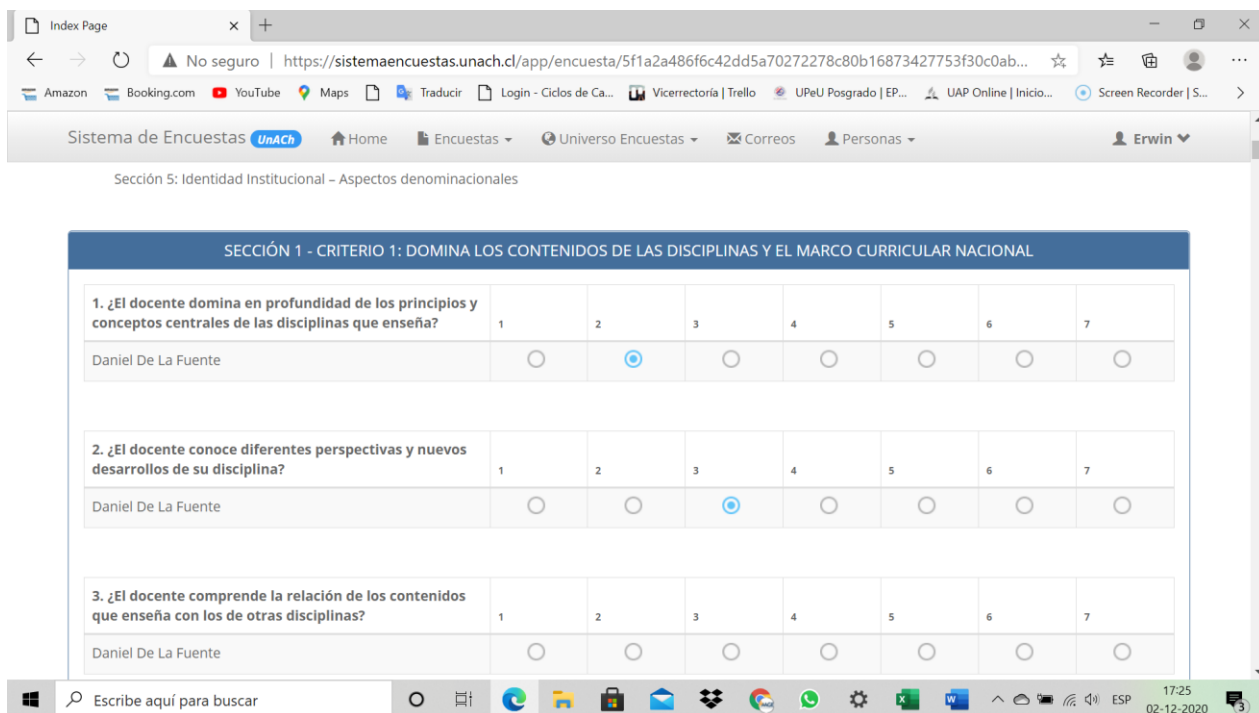 Index Page
No seguro | https://sistemaencuestas.unach.cl/app/encuesta/5f1a2a486f6c42dd5a70272278c80b16873427753f30c0ab...
Amazon Booking.com YouTube Maps Traducir Login - Ciclos de Ca... Vicerrectoría | Trello UPeU Posgrado | EP... UAP Online | Inicio... Screen Recorder | S...
Sistema de Encuestas UnACh Home Encuestas Universo Encuestas Correos Personas Erwin
Sección 5: Identidad Institucional – Aspectos denominacionales
SECCIÓN 1 - CRITERIO 1: DOMINA LOS CONTENIDOS DE LAS DISCIPLINAS Y EL MARCO CURRICULAR NACIONAL
1. ¿El docente domina en profundidad de los principios y
conceptos centrales de las disciplinas que enseña? 1 2 3 4 5 6 7
Daniel De La Fuente
2. ¿El docente conoce diferentes perspectivas y nuevos
desarrollos de su disciplina? 1 2 3 4 5 6 7
Daniel De La Fuente
3. ¿El docente comprende la relación de los contenidos
que enseña con los de otras disciplinas? 1 2 3 4 5 6 7
Daniel De La Fuente
Escribe aquí para buscar ESP 17:25
02-12-2020 3